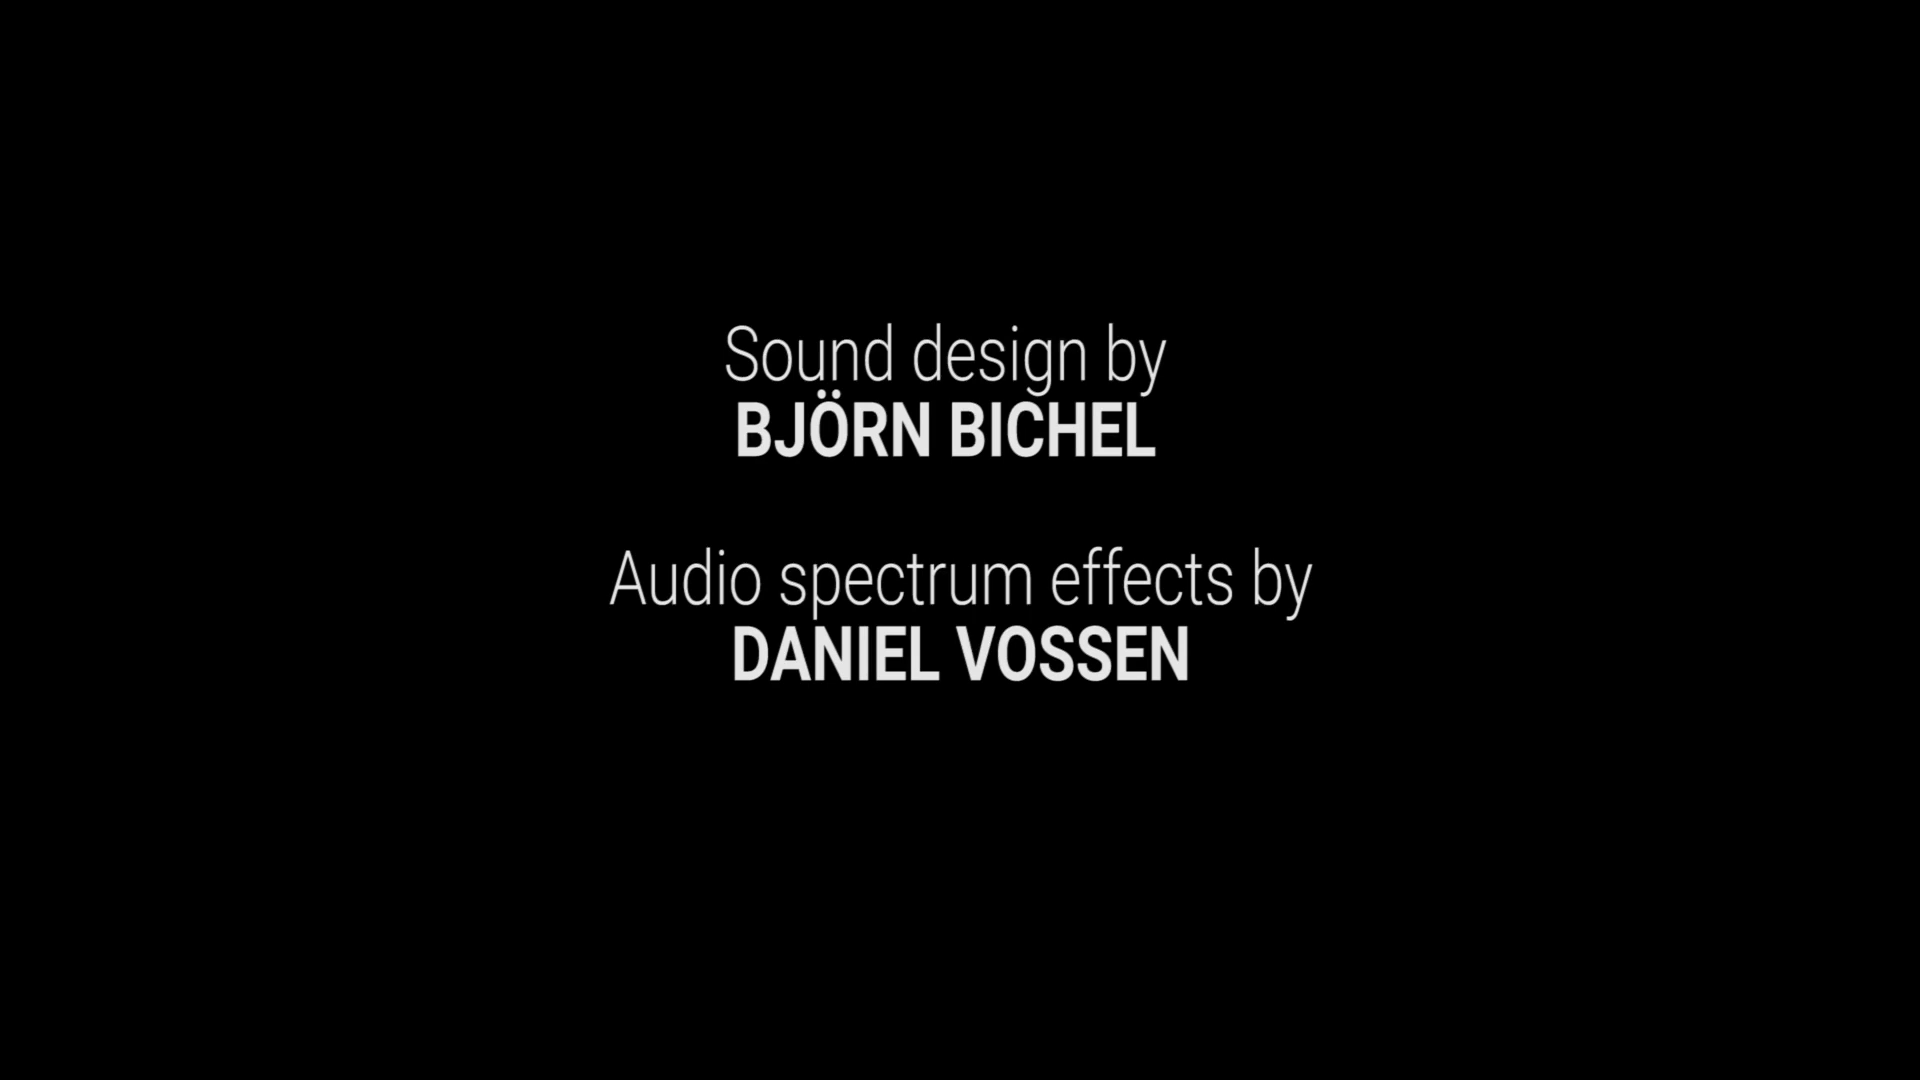 Sound design by
BJÖRN BICHEL
Audio spectrum effects by
DANIEL VOSSEN